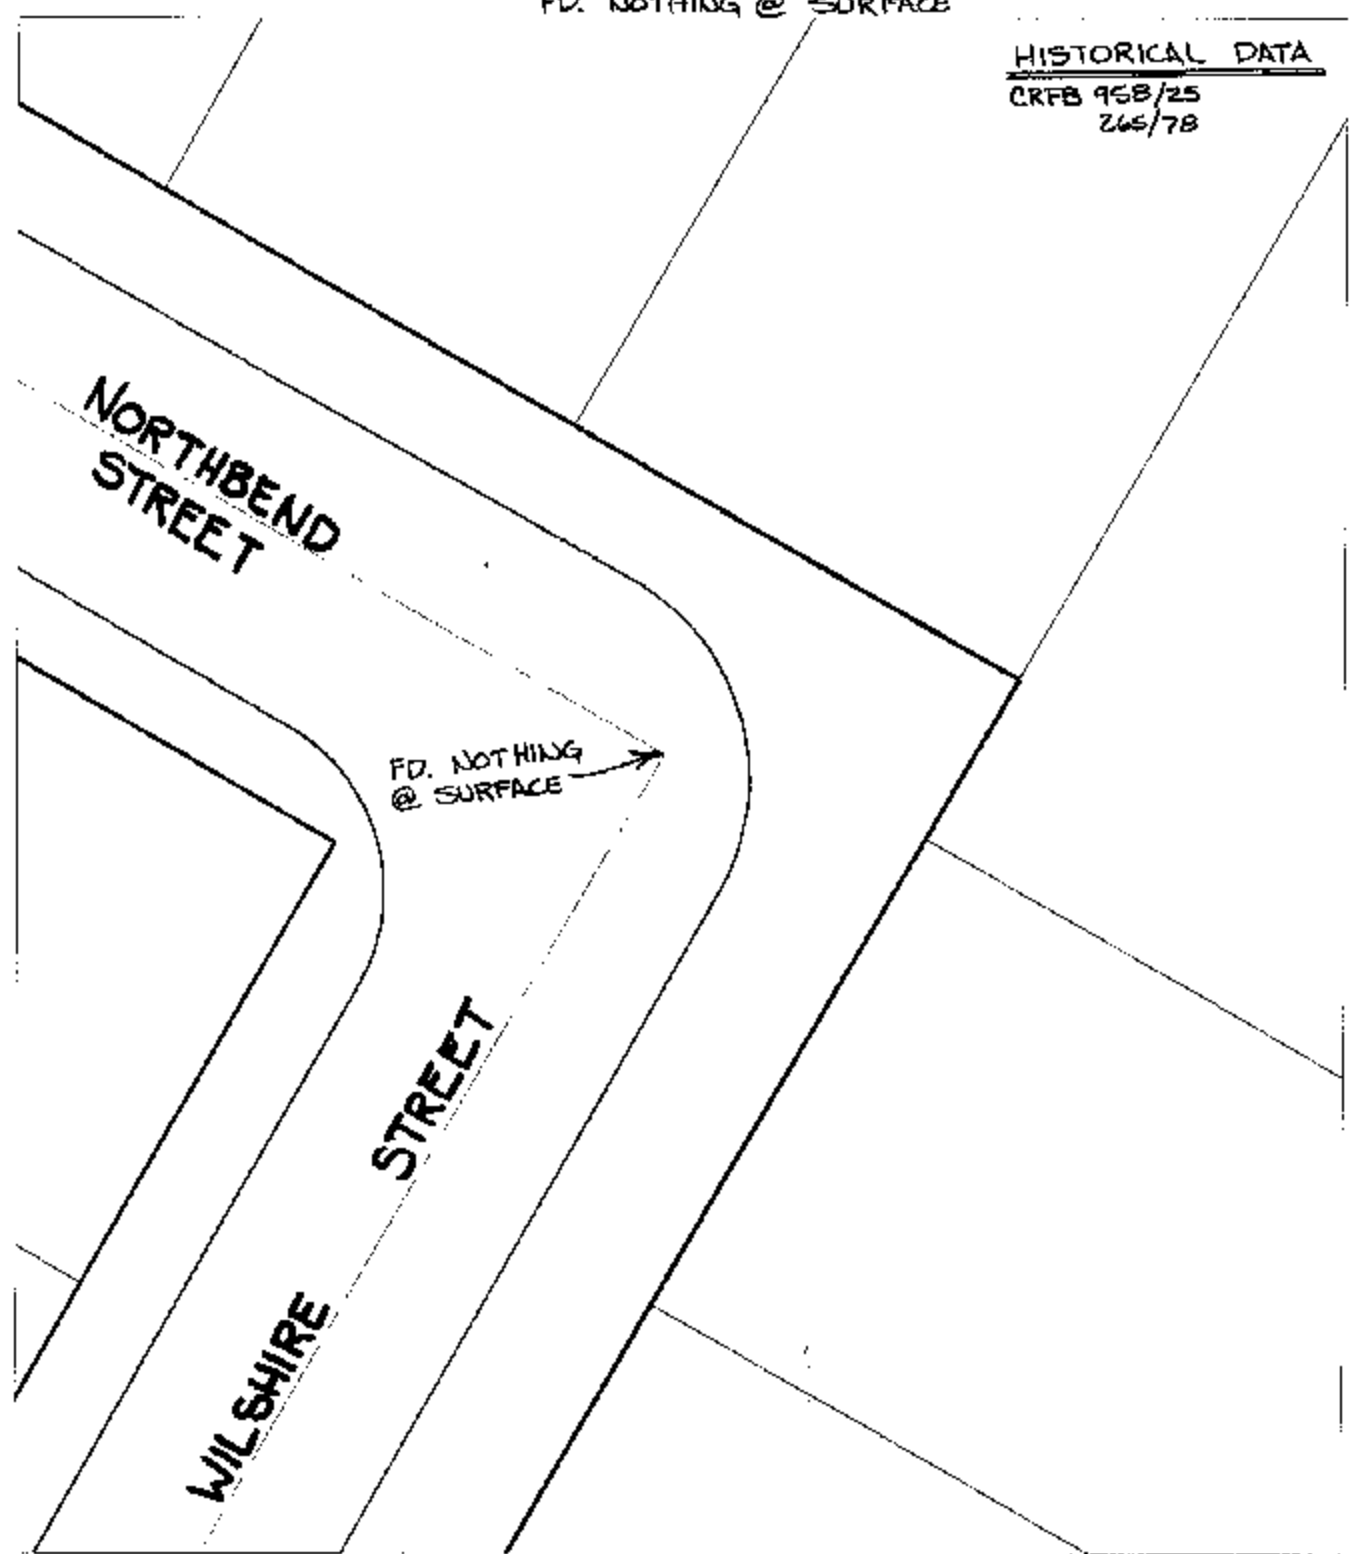 FD. NOTHING @ SURFACE
HISTORICAL DATA
CRFB 958/25
265/78
NORTHBEND
STREET
FD. NOTHING
@ SURFACE
WILSHIRE STREET